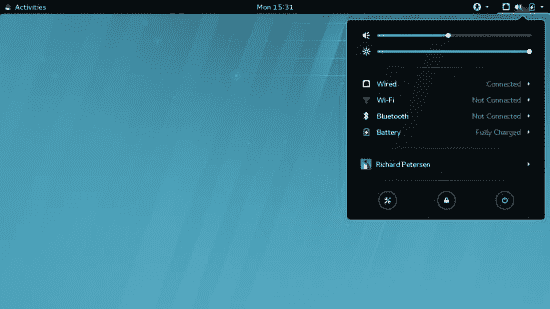 Activities Mon 15:31
Wired Connected
Wi-Fi Not Connected
Bluetooth Not Connected
Battery Fully Charged
Richard Petersen